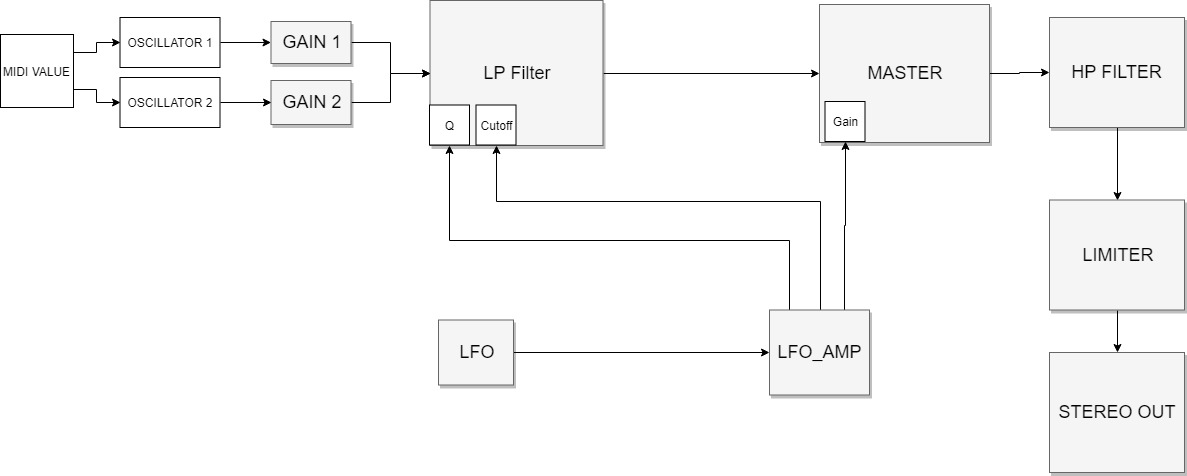 MIDI VALUE
OSCILLATOR 1
OSCILLATOR 2
GAIN 1
GAIN 2
LP Filter
Q
Cutoff
MASTER
Gain
HP FILTER
LIMITER
STEREO OUT
LFO
LFO_AMP